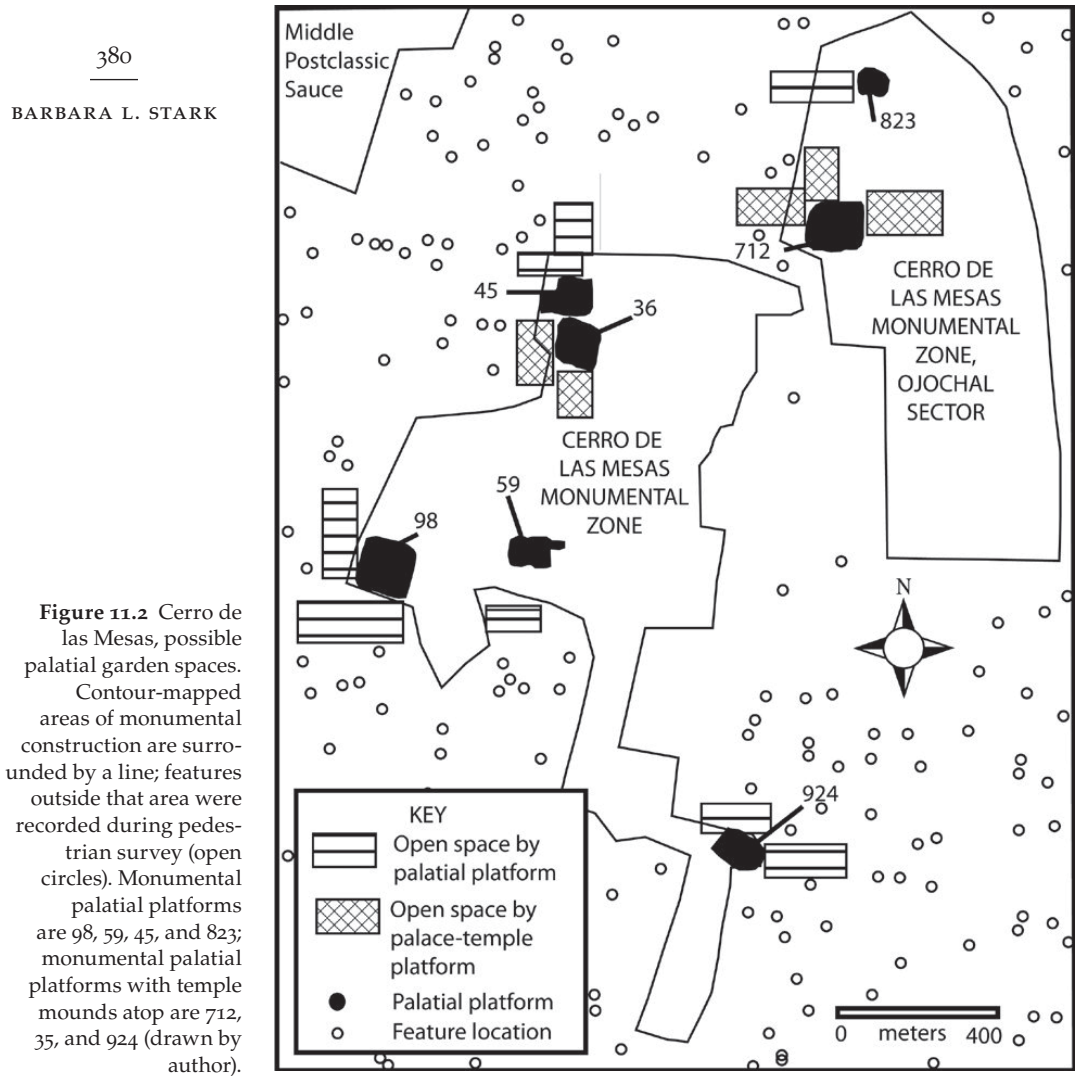 380
BARBARA L. STARK
Figure 11.2 Cerro de
las Mesas, possible
palatial garden spaces.
Contour-mapped
areas of monumental
construction are surro-
unded by a line; features
outside that area were
recorded during pedes-
trian survey (open
circles). Monumental
palatial platforms
are 98, 59, 45, and 823;
monumental palatial
platforms with temple
mounds atop are 712,
35, and 924 (drawn by
author).
Middle
Postclassic
Sauce
823
712
45
36
CERRO DE
LAS MESAS
MONUMENTAL
ZONE,
OJOCHAL
SECTOR
CERRO DE
LAS MESAS
MONUMENTAL
ZONE
59
98
N
924
KEY
Open space by
palatial platform
Open space by
palace-temple
platform
Palatial platform
Feature location
0 meters 400